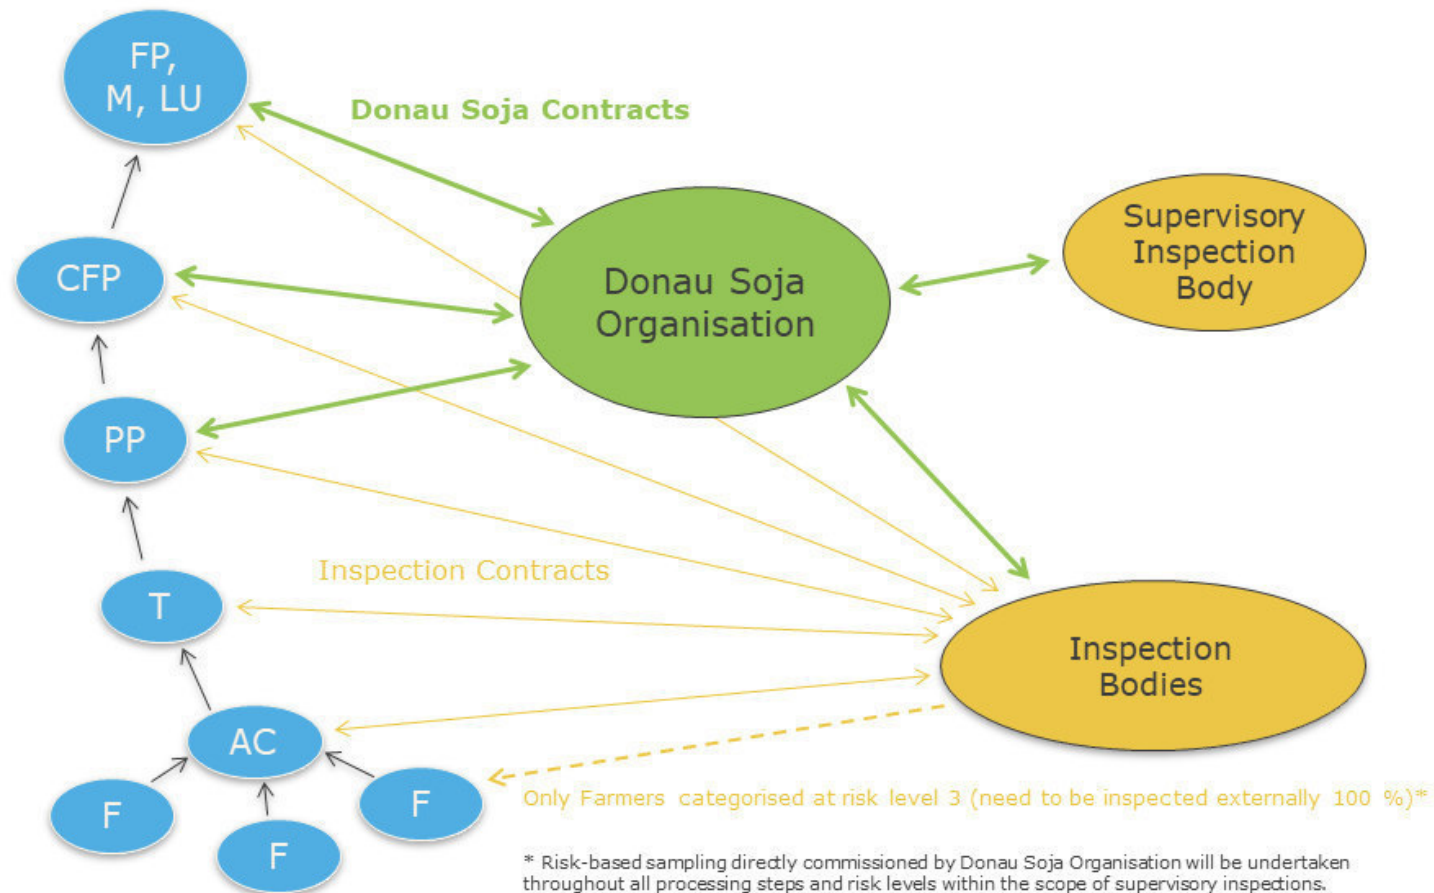 FP,
M, LU
Donau Soja Contracts
Supervisory
Inspection
Body
CFP
Donau Soja
Organisation
PP
Inspection Contracts
T
Inspection
Bodies
AC
F
F
F
Only Farmers categorised at risk level 3 (need to be inspected externally 100 %)*
* Risk-based sampling directly commissioned by Donau Soja Organisation will be undertaken
throughout all processing steps and risk levels within the scope of supervisory inspections.